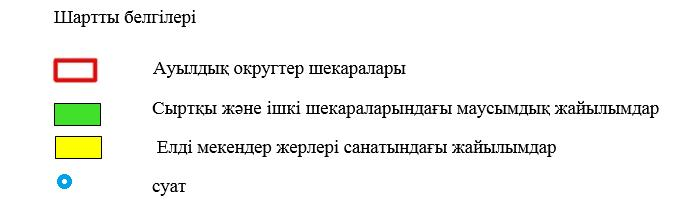 Шартты белгілері
Ауылдық округтер шекаралары
Сыртқы және ішкі шекараларындағы маусымдық жайылымдар
Елді мекендер жерлері санатындағы жайылымдар
суат